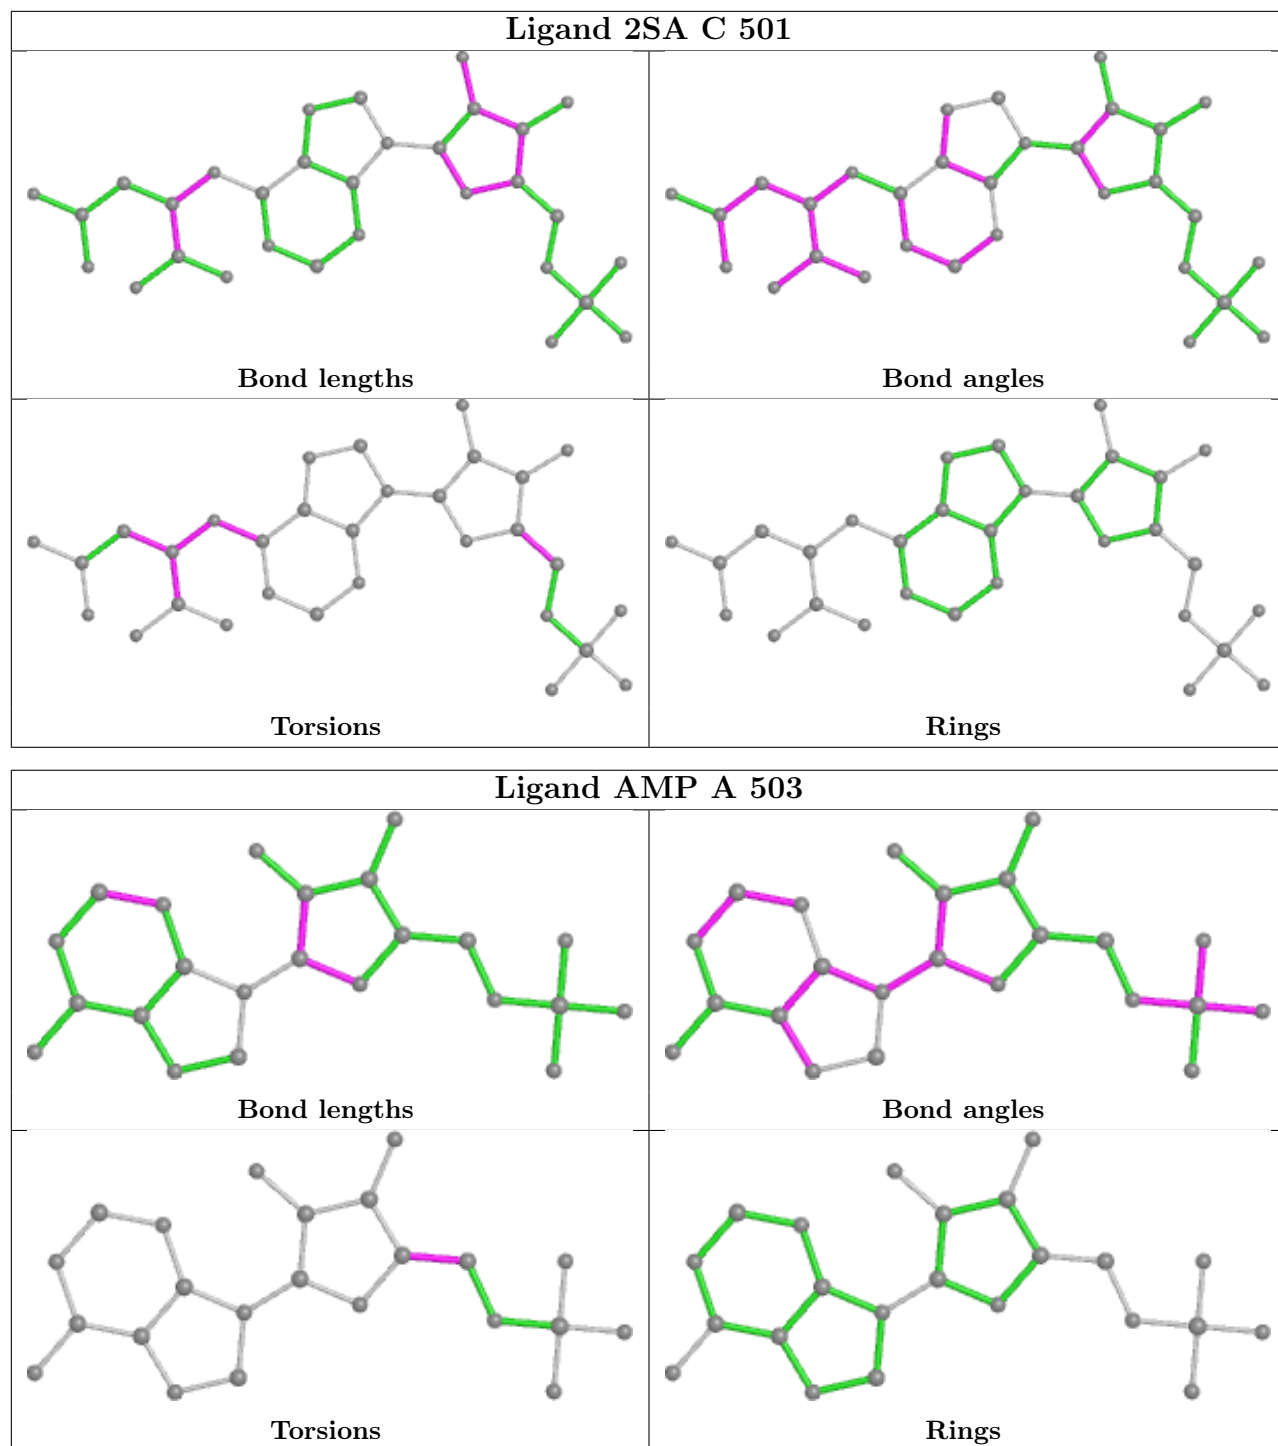 Ligand 2SA C 501
Bond lengths
Bond angles
Torsions
Rings
Ligand AMP A 503
Bond lengths
Bond angles
Torsions
Rings